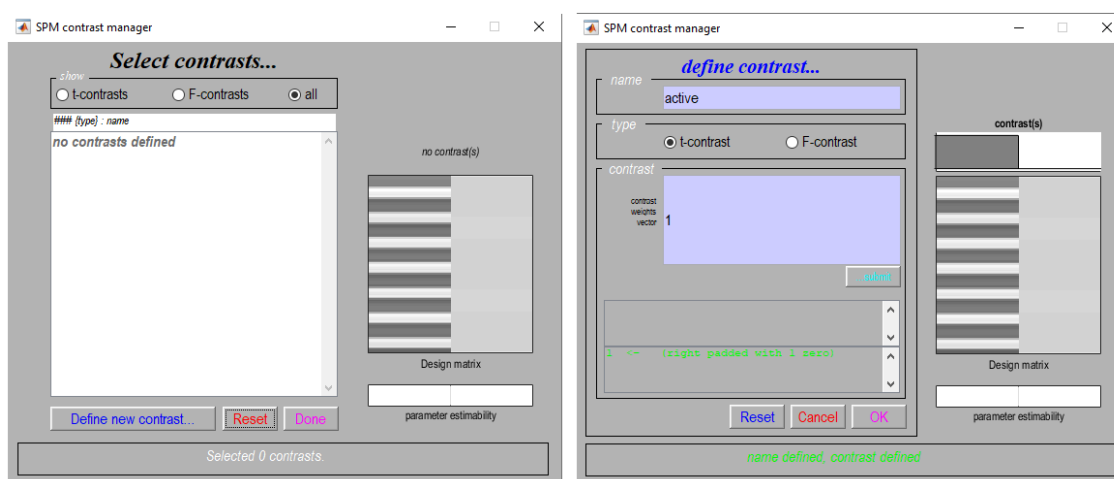 SPM contrast manager
Select contrasts...
show
t-contrasts F-contrasts all
### {type} : name
no contrasts defined
no contrast(s)
Design matrix
parameter estimability
Define new contrast... Reset Done
Selected 0 contrasts.
SPM contrast manager
define contrast...
name
active
type
t-contrast F-contrast
contrast
contrast
weights
vector
1
submit
1 <- (right padded with 1 zero)
Reset Cancel OK
contrast(s)
Design matrix
parameter estimability
name defined, contrast defined